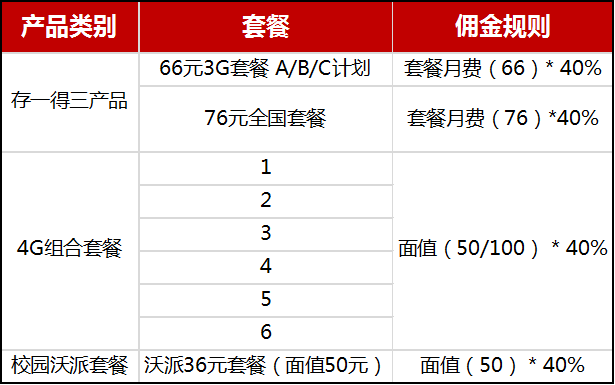 产品类别 套餐 佣金规则
存一得三产品 66元3G套餐 A/B/C计划 套餐月费（66）* 40%
76元全国套餐 套餐月费（76）*40%
4G组合套餐 1 面值（50/100） * 40%
2
3
4
5
6
校园沃派套餐 沃派36元套餐（面值50元） 面值（50）* 40%